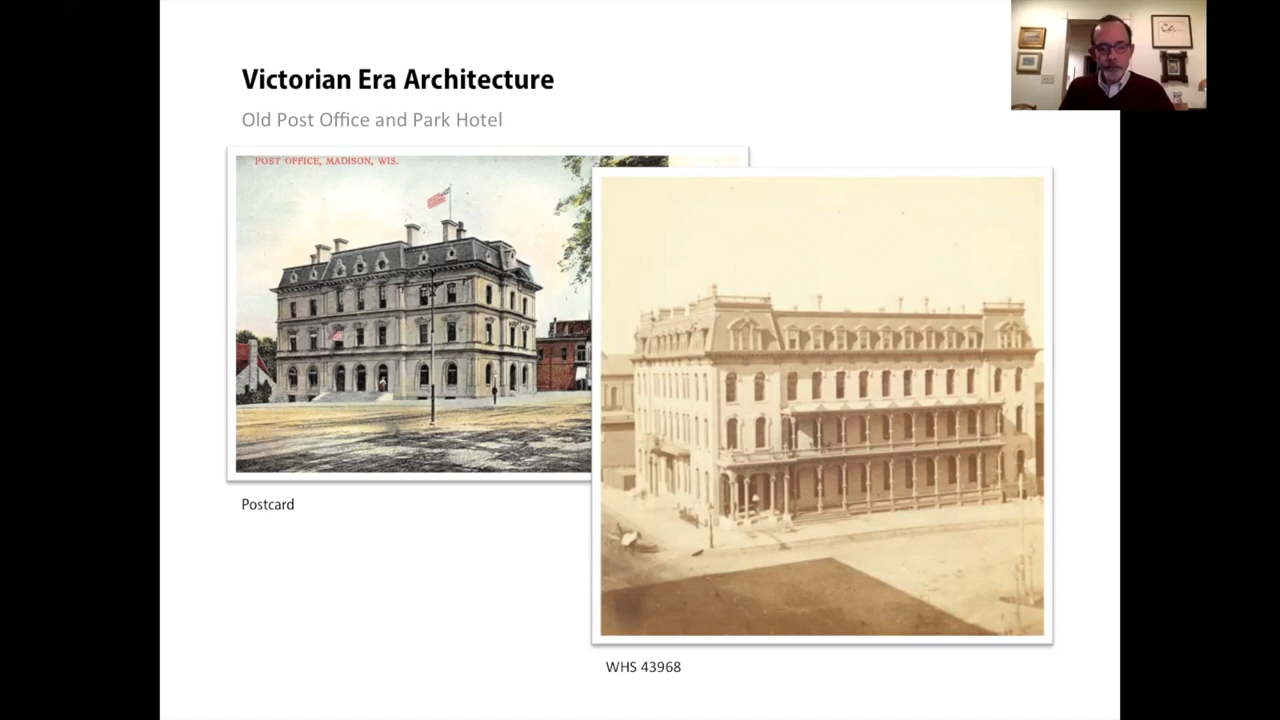 Victorian Era Architecture
Old Post Office and Park Hotel
POST OFFICE, MADISON, WIS.
Postcard
WHS 43968